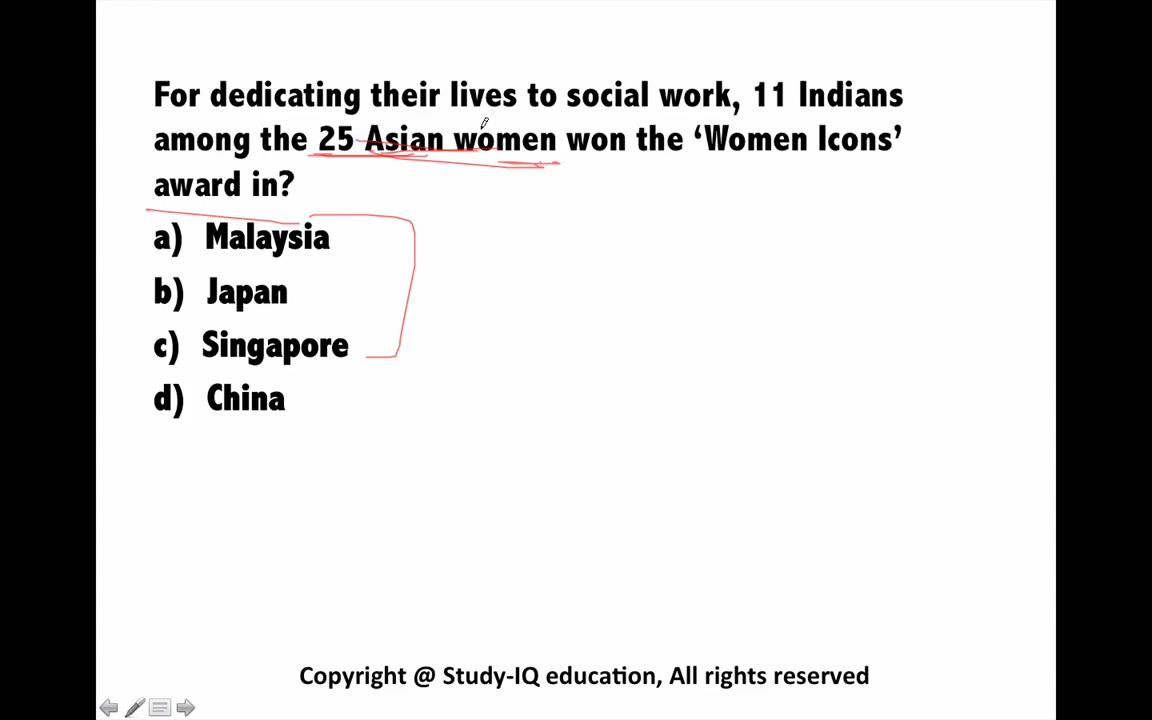 For dedicating their lives to social work, 11 Indians
among the 25 Asian women won the ‘Women Icons’
award in?
a) Malaysia
b) Japan
c) Singapore
d) China
Copyright @ Study-IQ education, All rights reserved